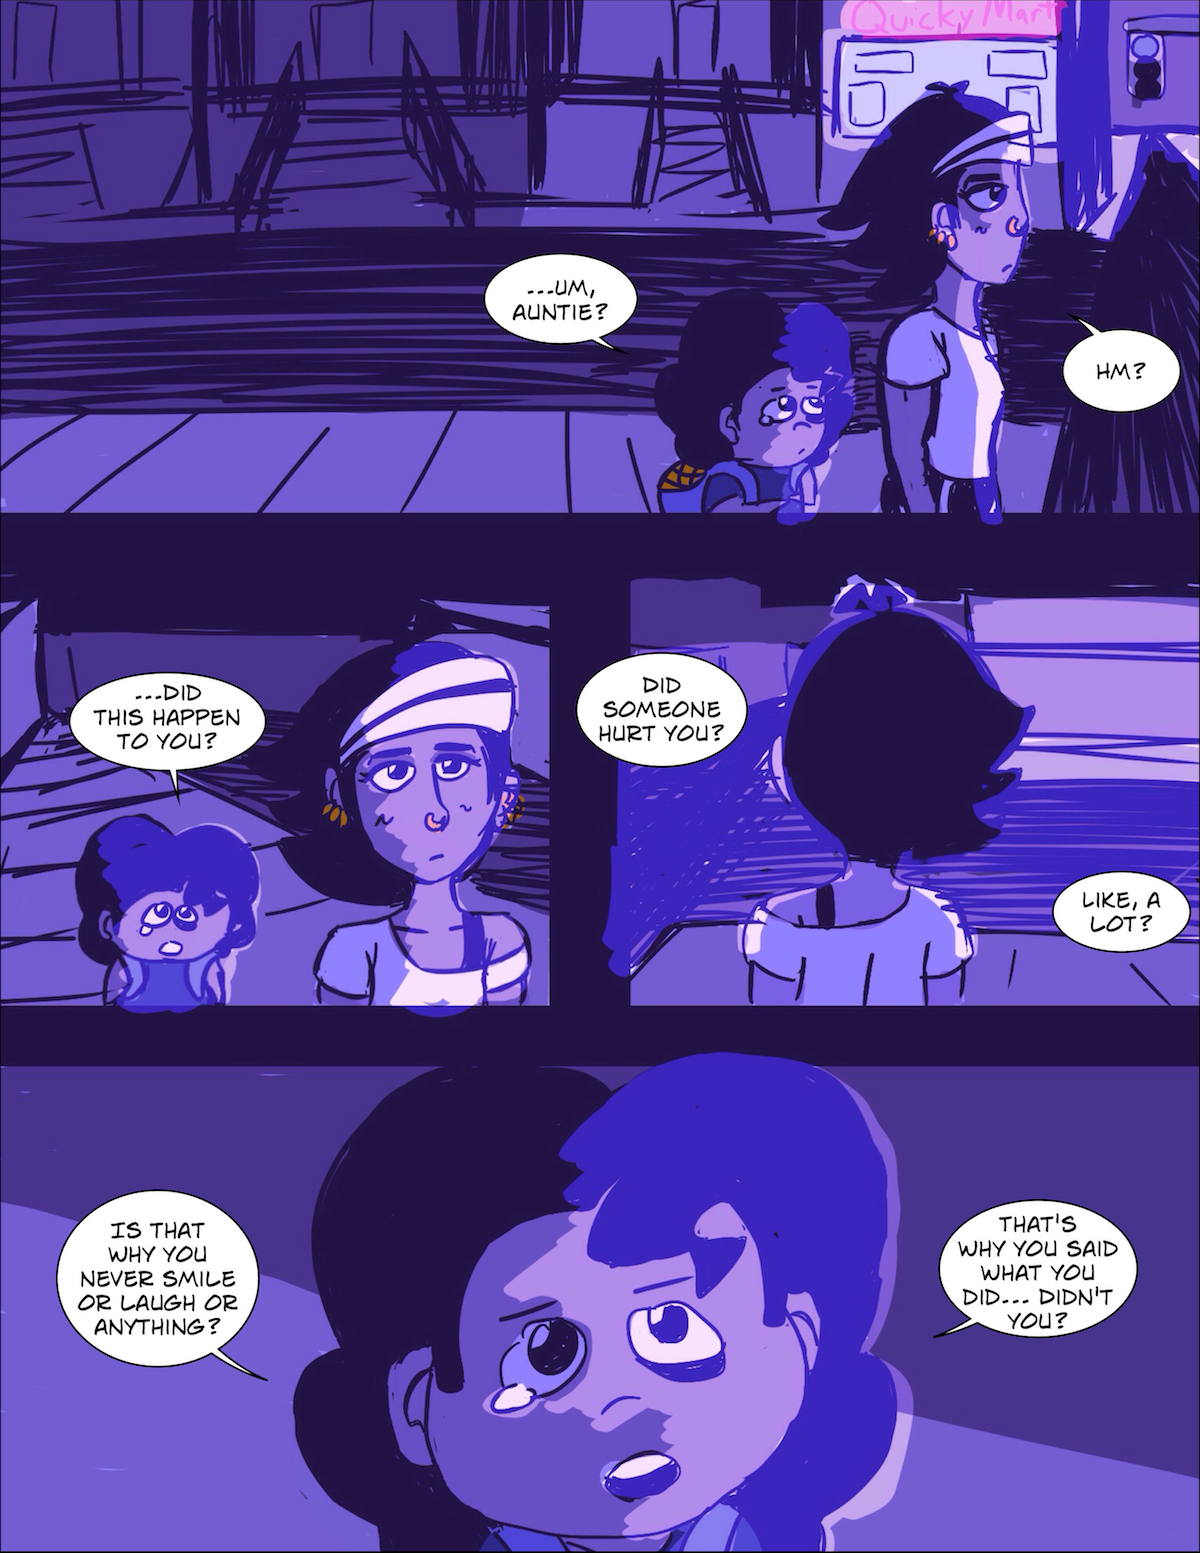 Quicky Mart
...UM,
AUNTIE?
HM?
...DID
THIS HAPPEN
TO YOU?
DID
SOMEONE
HURT YOU?
LIKE, A
LOT?
IS THAT
WHY YOU
NEVER SMILE
OR LAUGH OR
ANYTHING?
THAT'S
WHY YOU SAID
WHAT YOU
DID... DIDN'T
YOU?